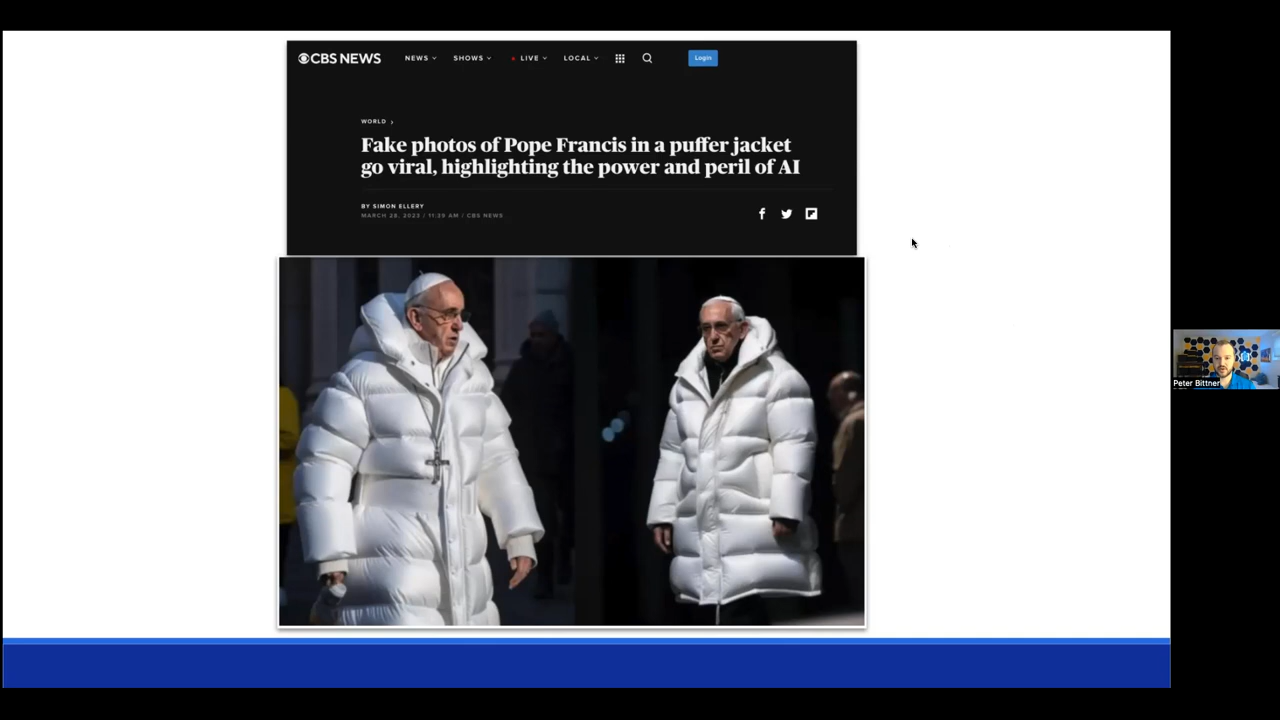 CBS NEWS NEWS SHOWS LIVE LOCAL Login
WORLD
Fake photos of Pope Francis in a puffer jacket
go viral, highlighting the power and peril of AI
BY SIMON ELLERY
MARCH 28, 2023 / 11:39 AM / CBS NEWS
Peter Bittner